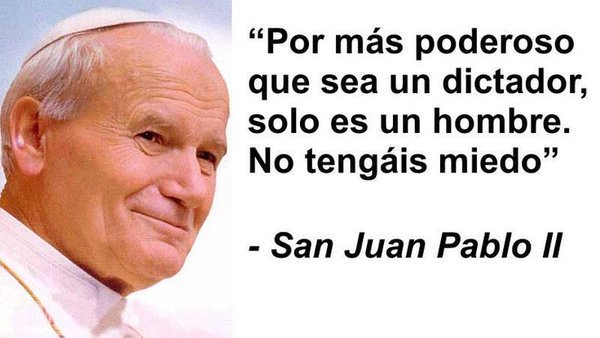 “Por más poderoso
que sea un dictador,
solo es un hombre.
No tengáis miedo”
- San Juan Pablo II